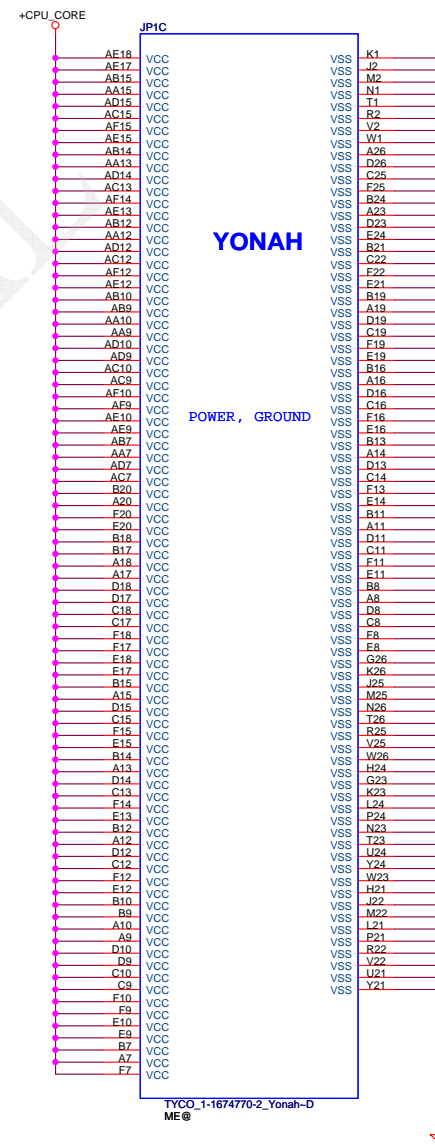 +CPU_CORE
JP1C
AE18 VCC VSS K1
AE17 VCC VSS J2
AB15 VCC VSS M2
AA15 VCC VSS N1
AD15 VCC VSS T1
AC15 VCC VSS R2
AF15 VCC VSS V2
AE15 VCC VSS W1
AB14 VCC VSS A26
AA13 VCC VSS D26
AD14 VCC VSS C25
AC13 VCC VSS F25
AF14 VCC VSS B24
AE13 VCC VSS A23
AB12 VCC VSS D23
AA12 VCC VSS E24
YONAH
AD12 VCC VSS B21
AC12 VCC VSS C22
AF12 VCC VSS F22
AE12 VCC VSS E21
AB10 VCC VSS B19
AB9 VCC VSS A19
AA10 VCC VSS D19
AA9 VCC VSS C19
AD10 VCC VSS F19
AD9 VCC VSS E19
AC10 VCC VSS B16
AC9 VCC VSS A16
AF10 VCC VSS D16
AF9 VCC VSS C16
AE10 VCC VSS F16
POWER, GROUND
AE9 VCC VSS E16
AB7 VCC VSS B13
AA7 VCC VSS A14
AD7 VCC VSS D13
AC7 VCC VSS C14
B20 VCC VSS F13
A20 VCC VSS E14
F20 VCC VSS B11
E20 VCC VSS A11
B18 VCC VSS D11
B17 VCC VSS C11
A18 VCC VSS F11
A17 VCC VSS E11
D18 VCC VSS B8
D17 VCC VSS A8
C18 VCC VSS D8
C17 VCC VSS C8
F18 VCC VSS F8
F17 VCC VSS E8
E18 VCC VSS G26
E17 VCC VSS K26
B15 VCC VSS J25
A15 VCC VSS M25
D15 VCC VSS N26
C15 VCC VSS T26
F15 VCC VSS R25
E15 VCC VSS V25
B14 VCC VSS W26
A13 VCC VSS H24
D14 VCC VSS G23
C13 VCC VSS K23
F14 VCC VSS L24
E13 VCC VSS P24
B12 VCC VSS N23
A12 VCC VSS T23
D12 VCC VSS U24
C12 VCC VSS Y24
F12 VCC VSS W23
E12 VCC VSS H21
B10 VCC VSS J22
B9 VCC VSS M22
A10 VCC VSS L21
A9 VCC VSS P21
D10 VCC VSS R22
D9 VCC VSS V22
C10 VCC VSS U21
C9 VCC VSS Y21
F10 VCC
F9 VCC
E10 VCC
E9 VCC
B7 VCC
A7 VCC
F7 VCC
TYCO_1-1674770-2_Yonah~D
ME@